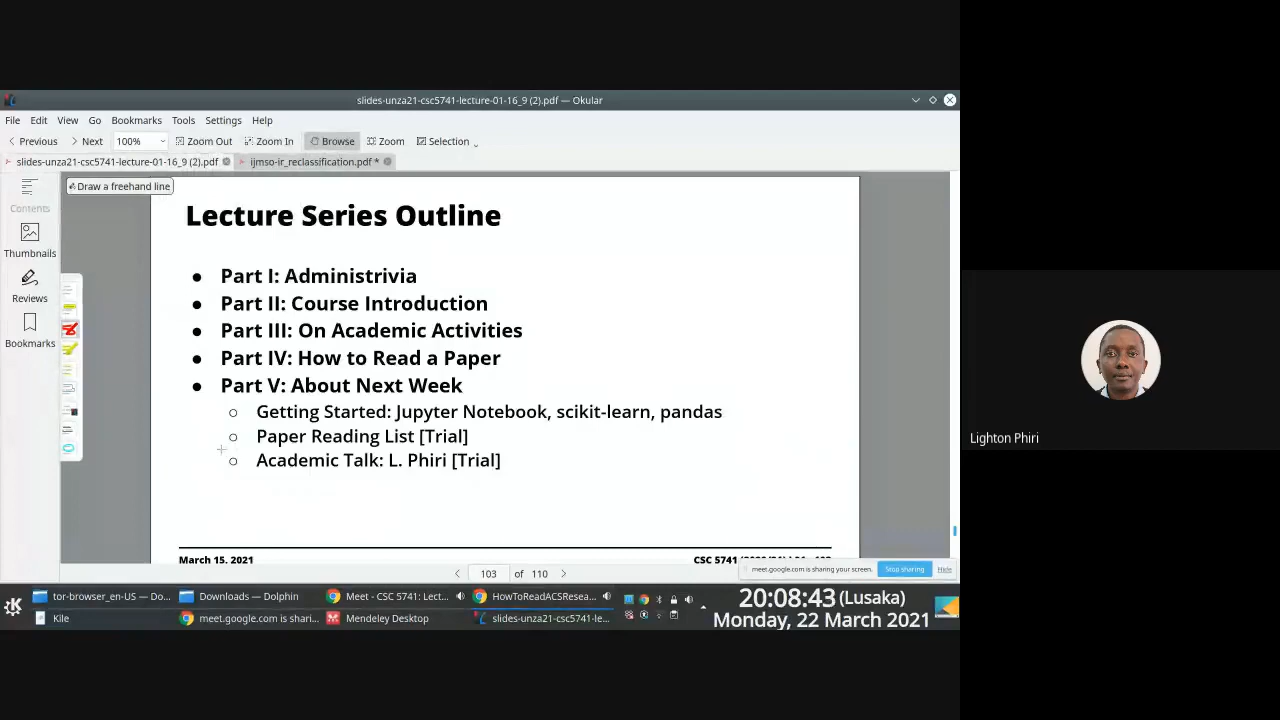 slides-unza21-csc5741-lecture-01-16_9 (2).pdf — Okular
File Edit View Go Bookmarks Tools Settings Help
Previous Next 100% Zoom Out Zoom In Browse Zoom Selection
slides-unza21-csc5741-lecture-01-16_9 (2).pdf ijmso-ir_reclassification.pdf *
Draw a freehand line
Contents
Thumbnails
Reviews
Bookmarks
Lecture Series Outline
● Part I: Administrivia
● Part II: Course Introduction
● Part III: On Academic Activities
● Part IV: How to Read a Paper
● Part V: About Next Week
○ Getting Started: Jupyter Notebook, scikit-learn, pandas
○ Paper Reading List [Trial]
○ Academic Talk: L. Phiri [Trial]
March 15, 2021 CSC 5741
meet.google.com is sharing your screen. Stop sharing Hide
103 of 110
tor-browser_en-US — Do... Downloads — Dolphin Meet - CSC 5741: Lect... HowToReadACSResea...
Kile meet.google.com is shari... Mendeley Desktop slides-unza21-csc5741-le...
20:08:43 (Lusaka)
Monday, 22 March 2021
Lighton Phiri